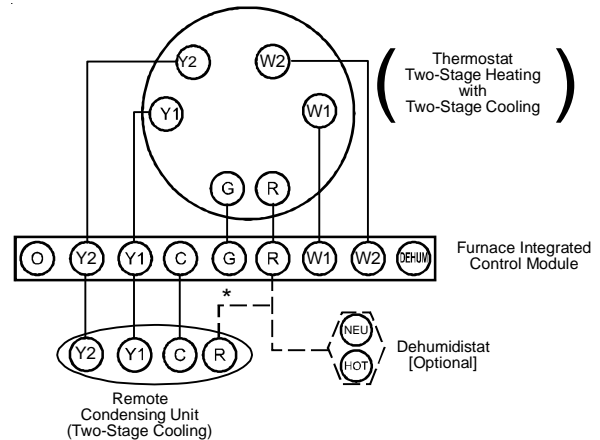 Y2 W2
Y1 W1
G R
Thermostat
Two-Stage Heating
with
Two-Stage Cooling
O Y2 Y1 C G R W1 W2 DEHUM
Furnace Integrated
Control Module
*
Y2 Y1 C R
NEU
HOT
Dehumidistat
[Optional]
Remote
Condensing Unit
(Two-Stage Cooling)